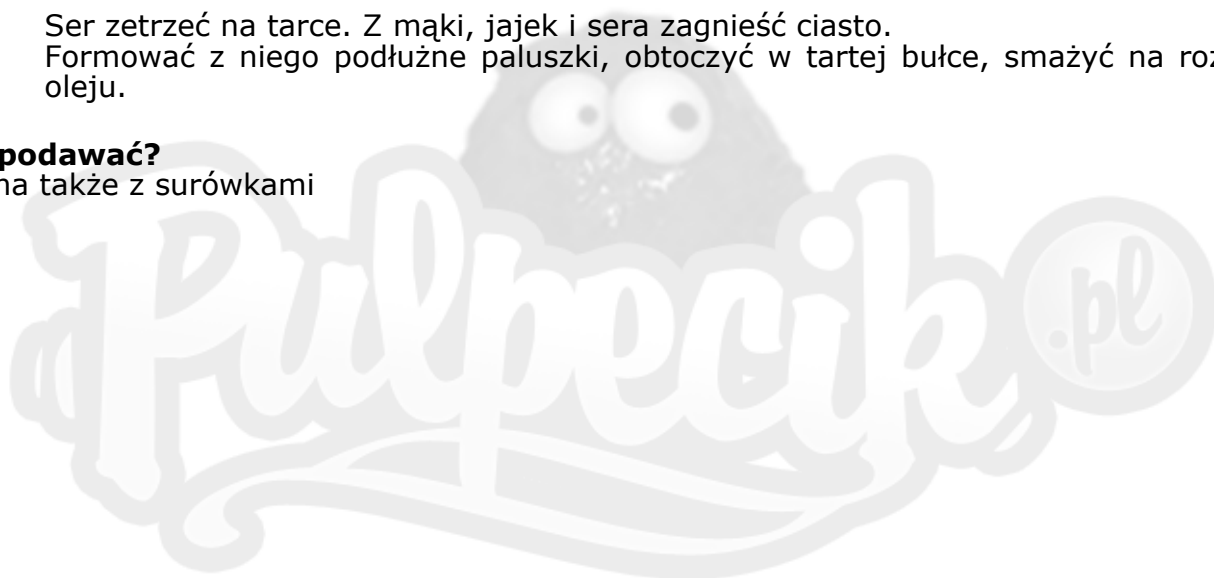 Ser zetrzeć na tarce. Z mąki, jajek i sera zagnieść ciasto.
Formować z niego podłużne paluszki, obtoczyć w tartej bułce, smażyć na
oleju.
podawać?
także z surówkami
Pulpecik.pl